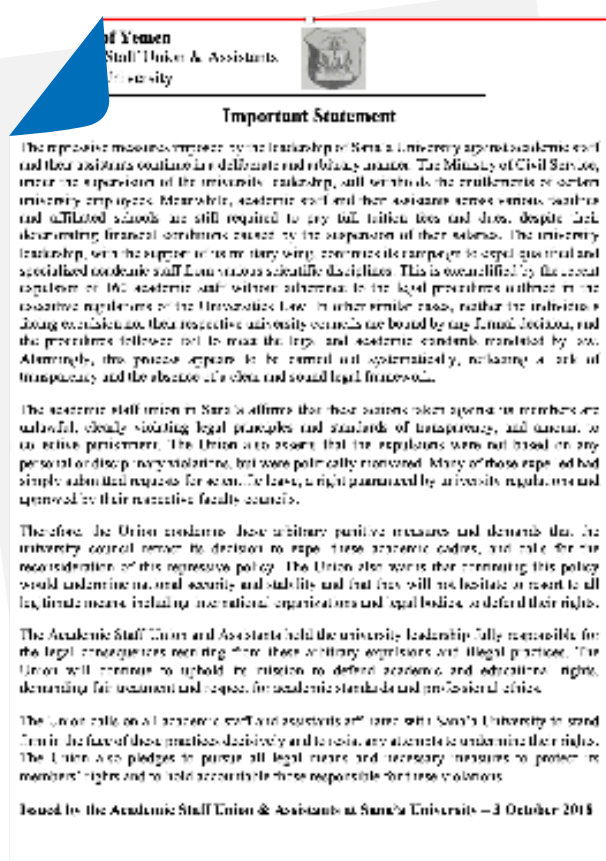 of Yemen
Staff Union & Assistants
University
Important Statement
The repressive measures imposed by the leadership of Sana'a University against academic staff
and their assistants continue in a deliberate and arbitrary manner. The Ministry of Civil Service,
under the supervision of the university leadership, still withholds the entitlements of certain
university employees. Meanwhile, academic staff and their assistants across various faculties
and affiliated schools are still required to pay full tuition fees and dues, despite their
deteriorating financial conditions caused by the suspension of their salaries. The university
leadership, with the support of its military wing, continues its campaign to expel qualified and
specialized academic staff from various scientific disciplines. This is exemplified by the recent
expulsion of 160 academic staff without adherence to the legal procedures outlined in the
executive regulations of the Universities Law. In other similar cases, neither the individuals
facing expulsion nor their respective university councils are bound by any formal decision, and
the procedures followed fail to meet the legal and academic standards mandated by law.
Alarmingly, this process appears to be carried out systematically, reflecting a lack of
transparency and the absence of a clear and sound legal framework.
The academic staff union in Sana'a affirms that these actions taken against its members are
unlawful, clearly violating legal principles and standards of transparency, and amount to
collective punishment. The Union also asserts that the expulsions were not based on any
personal or disciplinary violations, but were politically motivated. Many of those expelled had
simply submitted requests for scientific leave, a right guaranteed by university regulations and
approved by their respective faculty councils.
Therefore, the Union condemns these arbitrary punitive measures and demands that the
university council retract its decision to expel these academic cadres, and calls for the
reconsideration of this repressive policy. The Union also warns that continuing this policy
would undermine national security and stability and that they will not hesitate to resort to all
legitimate means, including international organizations and legal bodies, to defend their rights.
The Academic Staff Union and Assistants hold the university leadership fully responsible for
the legal consequences resulting from these arbitrary expulsions and illegal practices. The
Union will continue to uphold its mission to defend academic and educational rights,
demanding fair treatment and respect for academic standards and professional ethics.
The Union calls on all academic staff and assistants affiliated with Sana'a University to stand
firm in the face of these practices decisively and to resist any attempts to undermine their rights.
The Union also pledges to pursue all legal means and necessary measures to protect its
members' rights and to hold accountable those responsible for these violations.
Issued by the Academic Staff Union & Assistants at Sana'a University – 3 October 2018